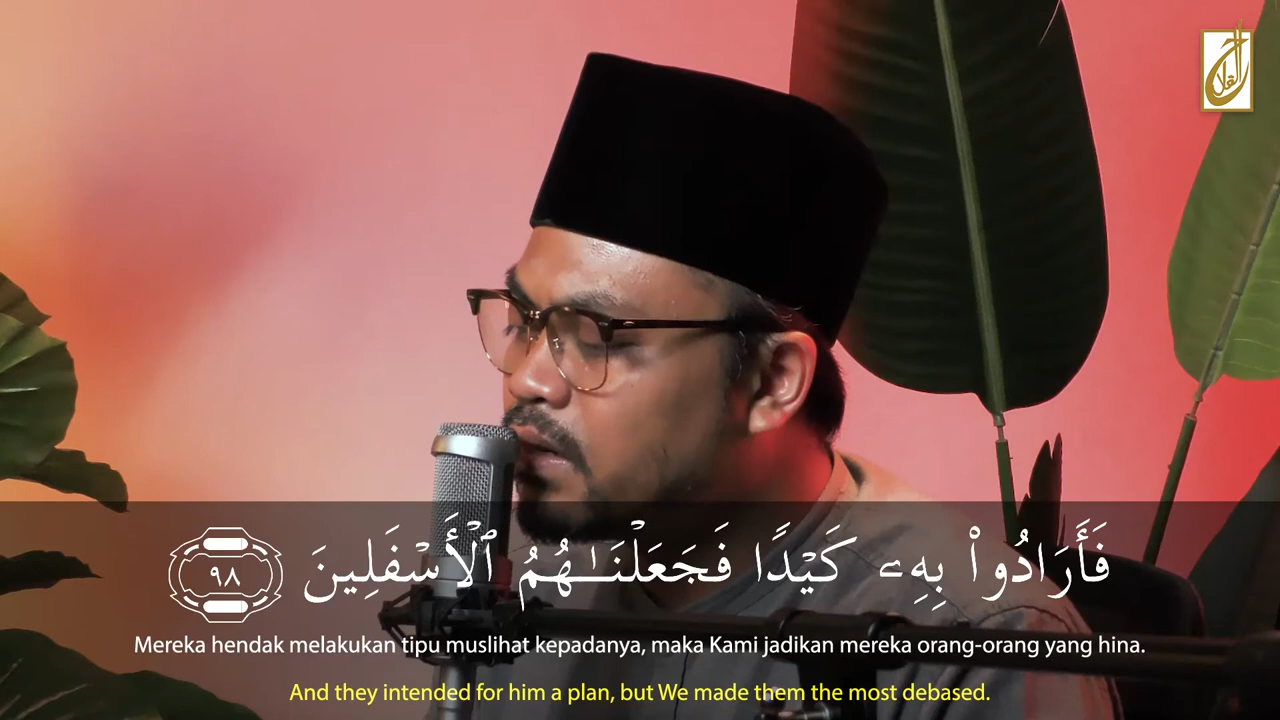 فَأَرَادُوا۟ بِهِۦ كَيْدًا فَجَعَلْنَـٰهُمُ ٱلْأَسْفَلِينَ ٩٨
Mereka hendak melakukan tipu muslihat kepadanya, maka Kami jadikan mereka orang-orang yang hina.
And they intended for him a plan, but We made them the most debased.